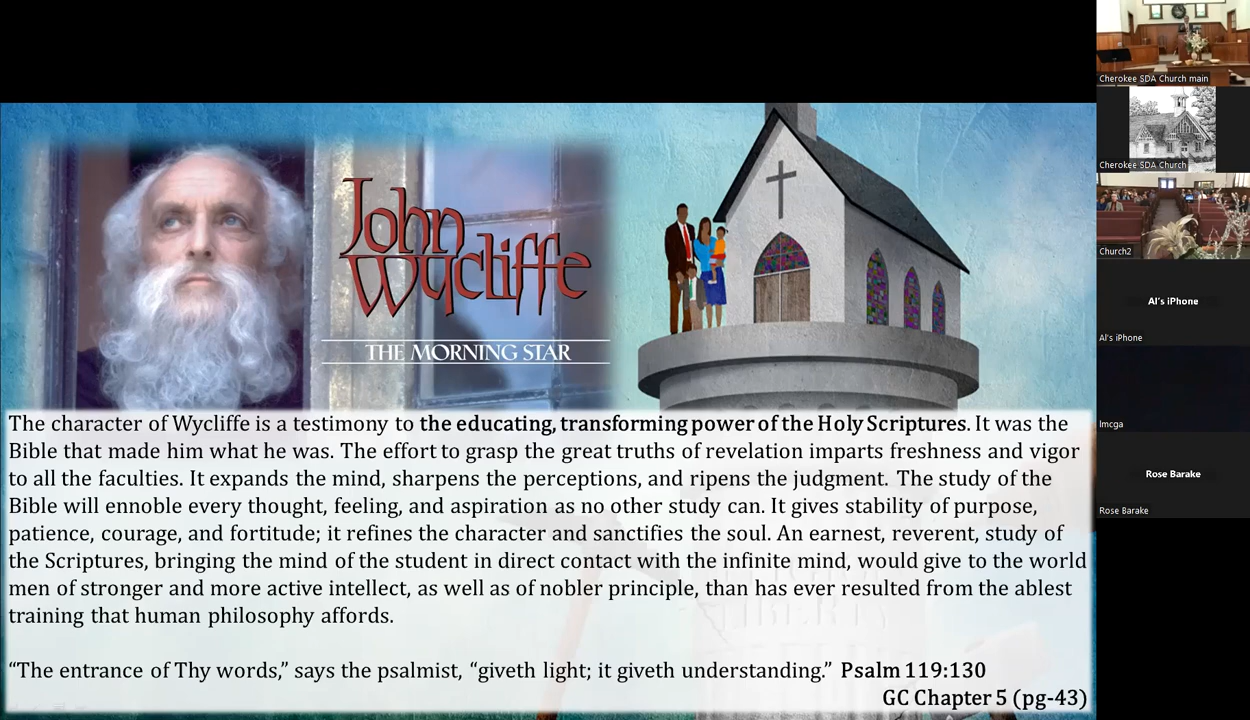 John
Wycliffe
THE MORNING STAR
The character of Wycliffe is a testimony to the educating, transforming power of the Holy Scriptures. It was the
Bible that made him what he was. The effort to grasp the great truths of revelation imparts freshness and vigor
to all the faculties. It expands the mind, sharpens the perceptions, and ripens the judgment. The study of the
Bible will ennoble every thought, feeling, and aspiration as no other study can. It gives stability of purpose,
patience, courage, and fortitude; it refines the character and sanctifies the soul. An earnest, reverent, study of
the Scriptures, bringing the mind of the student in direct contact with the infinite mind, would give to the world
men of stronger and more active intellect, as well as of nobler principle, than has ever resulted from the ablest
training that human philosophy affords.
“The entrance of Thy words,” says the psalmist, “giveth light; it giveth understanding.” Psalm 119:130
GC Chapter 5 (pg-43)
Cherokee SDA Church main
Cherokee SDA Church
Church2
Al's iPhone
Al's iPhone
lmcga
Rose Barake
Rose Barake